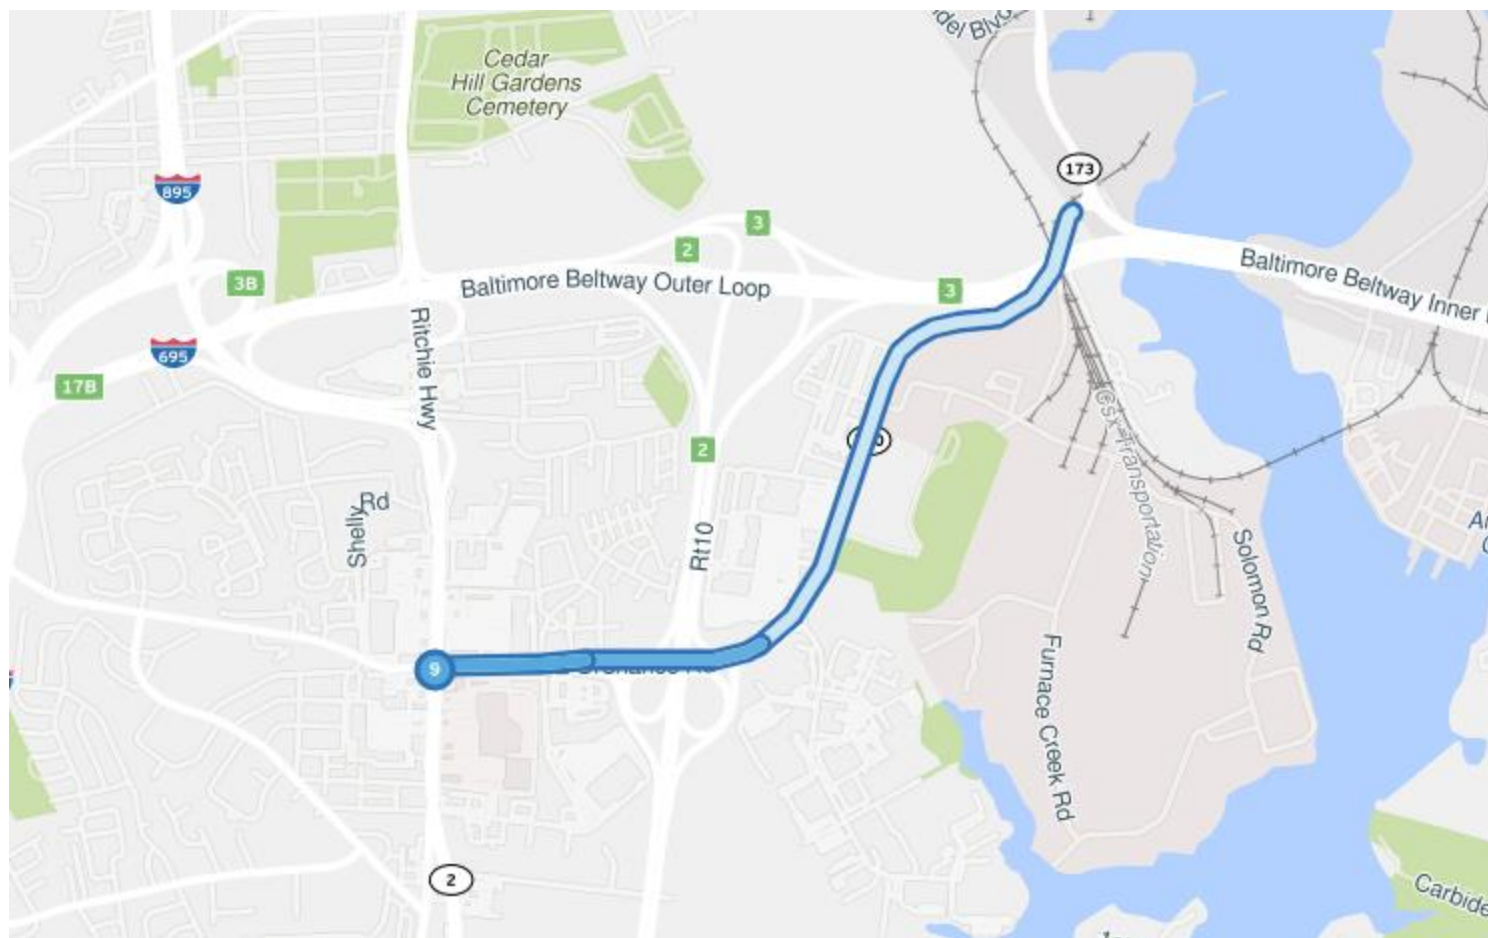 Cedar
Hill Gardens
Cemetery
173
895
3
2
3B
Baltimore Beltway Outer Loop
3
Baltimore Beltway Inner
Ritchie Hwy
695
17B
2
Csx Transportation
Shelly
Rd
Rt10
Solomon Rd
9
Furnace Creek Rd
2
Carbide